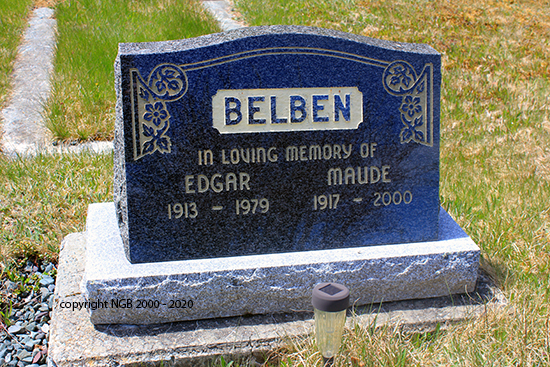 BELBEN
IN LOVING MEMORY OF
EDGAR MAUDE
1913 - 1979 1917 - 2000
copyright NGB 2000 - 2020